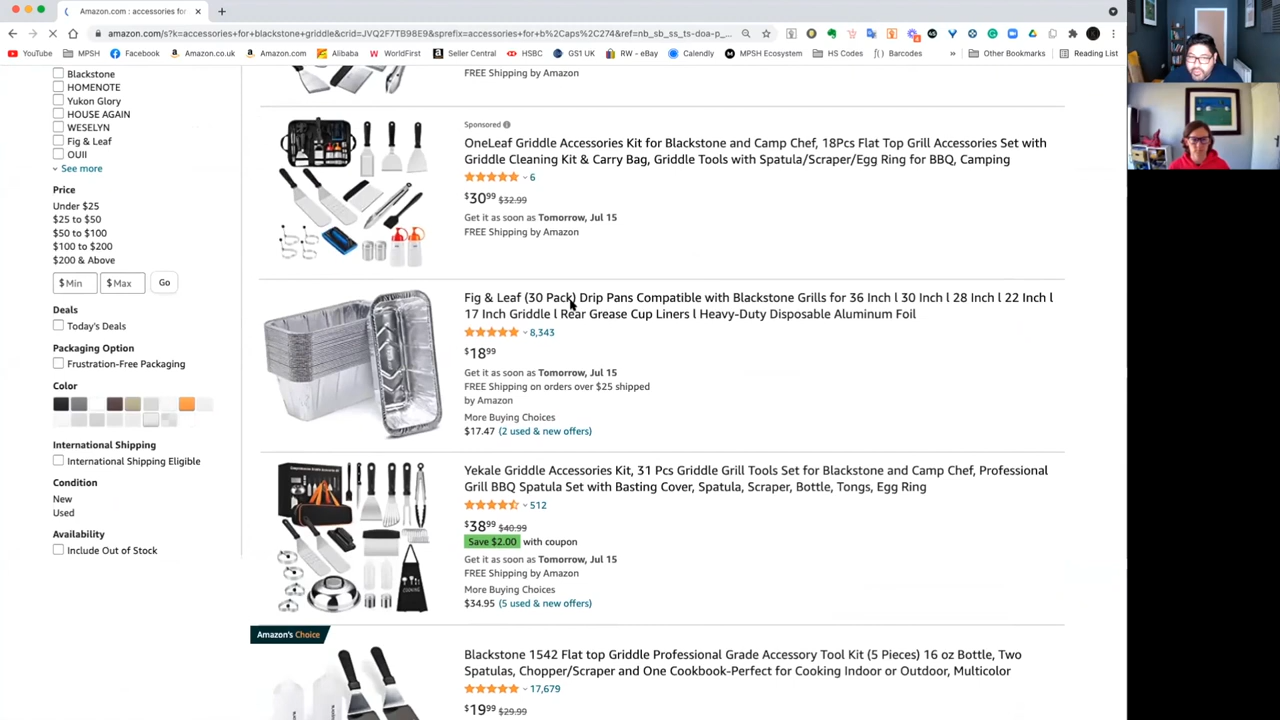 Amazon.com : accessories for
amazon.com/s?k=accessories+for+blackstone+griddle&crid=JVQ2F7TB98E9&sprefix=accessories+for+b%2Caps%2C274&ref=nb_sb_ss_ts-doa-p_...
YouTube
MPSH
Facebook
Amazon.co.uk
Amazon.com
Alibaba
WorldFirst
Seller Central
HSBC
GS1 UK
RW - eBay
Calendly
MPSH Ecosystem
HS Codes
Barcodes
»
Other Bookmarks
Reading List
Blackstone
HOMENOTE
Yukon Glory
HOUSE AGAIN
WESELYN
Fig & Leaf
OUII
See more
Price
Under $25
$25 to $50
$50 to $100
$100 to $200
$200 & Above
$ Min
$ Max
Go
Deals
Today's Deals
Packaging Option
Frustration-Free Packaging
Color
International Shipping
International Shipping Eligible
Condition
New
Used
Availability
Include Out of Stock
FREE Shipping by Amazon
Sponsored
OneLeaf Griddle Accessories Kit for Blackstone and Camp Chef, 18Pcs Flat Top Grill Accessories Set with
Griddle Cleaning Kit & Carry Bag, Griddle Tools with Spatula/Scraper/Egg Ring for BBQ, Camping
6
$3099 $32.99
Get it as soon as Tomorrow, Jul 15
FREE Shipping by Amazon
Fig & Leaf (30 Pack) Drip Pans Compatible with Blackstone Grills for 36 Inch l 30 Inch l 28 Inch l 22 Inch l
17 Inch Griddle l Rear Grease Cup Liners l Heavy-Duty Disposable Aluminum Foil
8,343
$1899
Get it as soon as Tomorrow, Jul 15
FREE Shipping on orders over $25 shipped
by Amazon
More Buying Choices
$17.47 (2 used & new offers)
Yekale Griddle Accessories Kit, 31 Pcs Griddle Grill Tools Set for Blackstone and Camp Chef, Professional
Grill BBQ Spatula Set with Basting Cover, Spatula, Scraper, Bottle, Tongs, Egg Ring
512
$3899 $40.99
Save $2.00 with coupon
Get it as soon as Tomorrow, Jul 15
FREE Shipping by Amazon
More Buying Choices
$34.95 (5 used & new offers)
Amazon's Choice
Blackstone 1542 Flat top Griddle Professional Grade Accessory Tool Kit (5 Pieces) 16 oz Bottle, Two
Spatulas, Chopper/Scraper and One Cookbook-Perfect for Cooking Indoor or Outdoor, Multicolor
17,679
$1999 $29.99